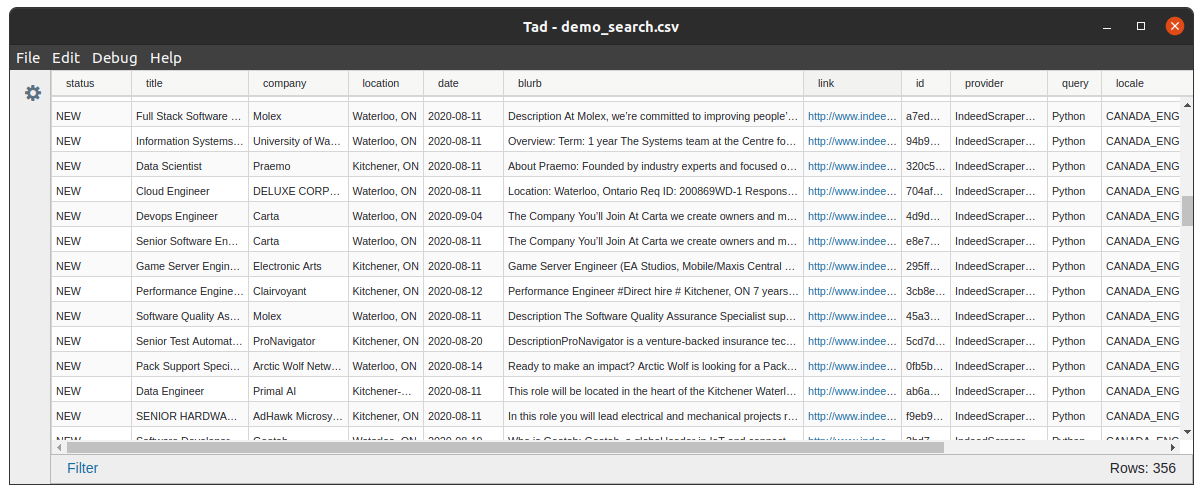 Tad - demo_search.csv
File Edit Debug Help
status title company location date blurb link id provider query locale
NEW Full Stack Software … Molex Waterloo, ON 2020-08-11 Description At Molex, we're committed to improving people'… http://www.indee… a7ed… IndeedScraper… Python CANADA_ENG
NEW Information Systems… University of Wa… Waterloo, ON 2020-08-11 Overview: Term: 1 year The Systems team at the Centre fo… http://www.indee… 94b9… IndeedScraper… Python CANADA_ENG
NEW Data Scientist Praemo Kitchener, ON 2020-08-11 About Praemo: Founded by industry experts and focused o… http://www.indee… 320c5… IndeedScraper… Python CANADA_ENG
NEW Cloud Engineer DELUXE CORP… Waterloo, ON 2020-08-11 Location: Waterloo, Ontario Req ID: 200869WD-1 Respons… http://www.indee… 704af… IndeedScraper… Python CANADA_ENG
NEW Devops Engineer Carta Waterloo, ON 2020-09-04 The Company You'll Join At Carta we create owners and m… http://www.indee… 4d9d… IndeedScraper… Python CANADA_ENG
NEW Senior Software En… Carta Waterloo, ON 2020-08-11 The Company You'll Join At Carta we create owners and m… http://www.indee… e8e7… IndeedScraper… Python CANADA_ENG
NEW Game Server Engin… Electronic Arts Kitchener, ON 2020-08-11 Game Server Engineer (EA Studios, Mobile/Maxis Central … http://www.indee… 295ff… IndeedScraper… Python CANADA_ENG
NEW Performance Engine… Clairvoyant Kitchener, ON 2020-08-12 Performance Engineer #Direct hire # Kitchener, ON 7 years… http://www.indee… 3cb8e… IndeedScraper… Python CANADA_ENG
NEW Software Quality As… Molex Waterloo, ON 2020-08-11 Description The Software Quality Assurance Specialist sup… http://www.indee… 45a3… IndeedScraper… Python CANADA_ENG
NEW Senior Test Automat… ProNavigator Kitchener, ON 2020-08-20 DescriptionProNavigator is a venture-backed insurance tec… http://www.indee… 5cd7d… IndeedScraper… Python CANADA_ENG
NEW Pack Support Speci… Arctic Wolf Netw… Waterloo, ON 2020-08-14 Ready to make an impact? Arctic Wolf is looking for a Pack… http://www.indee… 0fb5b… IndeedScraper… Python CANADA_ENG
NEW Data Engineer Primal AI Kitchener-… 2020-08-11 This role will be located in the heart of the Kitchener Waterl… http://www.indee… ab6a… IndeedScraper… Python CANADA_ENG
NEW SENIOR HARDWA… AdHawk Microsy… Kitchener, ON 2020-08-11 In this role you will lead electrical and mechanical projects r… http://www.indee… f9eb9… IndeedScraper… Python CANADA_ENG
Filter Rows: 356